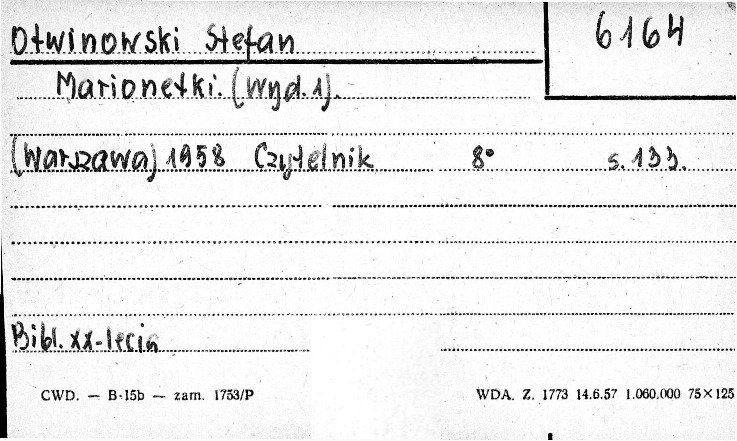 Otwinowski Stefan
6164
Marionetki. (Wyd. 1).
(Warszawa) 1958 Czytelnik 8° s. 133.
Bibl. xx-lecia
CWD. — B-15b — zam. 1753/P
WDA. Z. 1773 14.6.57 1.060.000 75×125